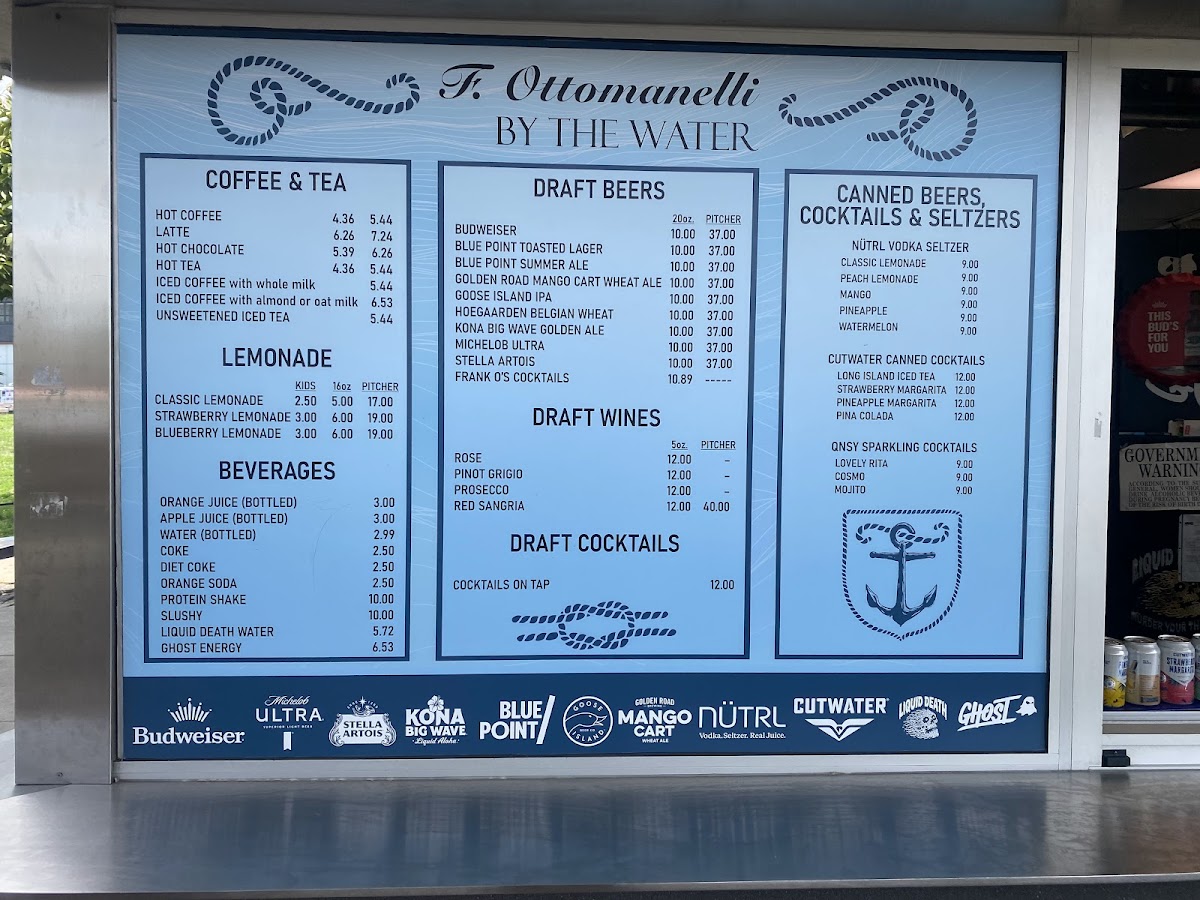 F. Ottomanelli
BY THE WATER
COFFEE & TEA
HOT COFFEE 4.36 5.44
LATTE 6.26 7.24
HOT CHOCOLATE 5.39 6.26
HOT TEA 4.36 5.44
ICED COFFEE with whole milk 5.44
ICED COFFEE with almond or oat milk 6.53
UNSWEETENED ICED TEA 5.44
LEMONADE
KIDS 16oz PITCHER
CLASSIC LEMONADE 2.50 5.00 17.00
STRAWBERRY LEMONADE 3.00 6.00 19.00
BLUEBERRY LEMONADE 3.00 6.00 19.00
BEVERAGES
ORANGE JUICE (BOTTLED) 3.00
APPLE JUICE (BOTTLED) 3.00
WATER (BOTTLED) 2.99
COKE 2.50
DIET COKE 2.50
ORANGE SODA 2.50
PROTEIN SHAKE 10.00
SLUSHY 10.00
LIQUID DEATH WATER 5.72
GHOST ENERGY 6.53
DRAFT BEERS
20oz. PITCHER
BUDWEISER 10.00 37.00
BLUE POINT TOASTED LAGER 10.00 37.00
BLUE POINT SUMMER ALE 10.00 37.00
GOLDEN ROAD MANGO CART WHEAT ALE 10.00 37.00
GOOSE ISLAND IPA 10.00 37.00
HOEGAARDEN BELGIAN WHEAT 10.00 37.00
KONA BIG WAVE GOLDEN ALE 10.00 37.00
MICHELOB ULTRA 10.00 37.00
STELLA ARTOIS 10.00 37.00
FRANK O'S COCKTAILS 10.89 -----
DRAFT WINES
5oz. PITCHER
ROSE 12.00 –
PINOT GRIGIO 12.00 –
PROSECCO 12.00 –
RED SANGRIA 12.00 40.00
DRAFT COCKTAILS
COCKTAILS ON TAP 12.00
CANNED BEERS,
COCKTAILS & SELTZERS
NÜTRL VODKA SELTZER
CLASSIC LEMONADE 9.00
PEACH LEMONADE 9.00
MANGO 9.00
PINEAPPLE 9.00
WATERMELON 9.00
CUTWATER CANNED COCKTAILS
LONG ISLAND ICED TEA 12.00
STRAWBERRY MARGARITA 12.00
PINEAPPLE MARGARITA 12.00
PINA COLADA 12.00
QNSY SPARKLING COCKTAILS
LOVELY RITA 9.00
COSMO 9.00
MOJITO 9.00
Budweiser
Michelob
ULTRA
SUPERIOR LIGHT BEER
STELLA
ARTOIS
KONA
BIG WAVE
Liquid Aloha
BLUE
POINT
GOOSE
ISLAND
GOLDEN ROAD
MANGO
CART
WHEAT ALE
NÜTRL
Vodka. Seltzer. Real Juice.
CUTWATER
LIQUID DEATH
GHOST
THIS
BUD'S
FOR
YOU
GOVERNM
WARNIN
LIQUID
MURDER YOUR